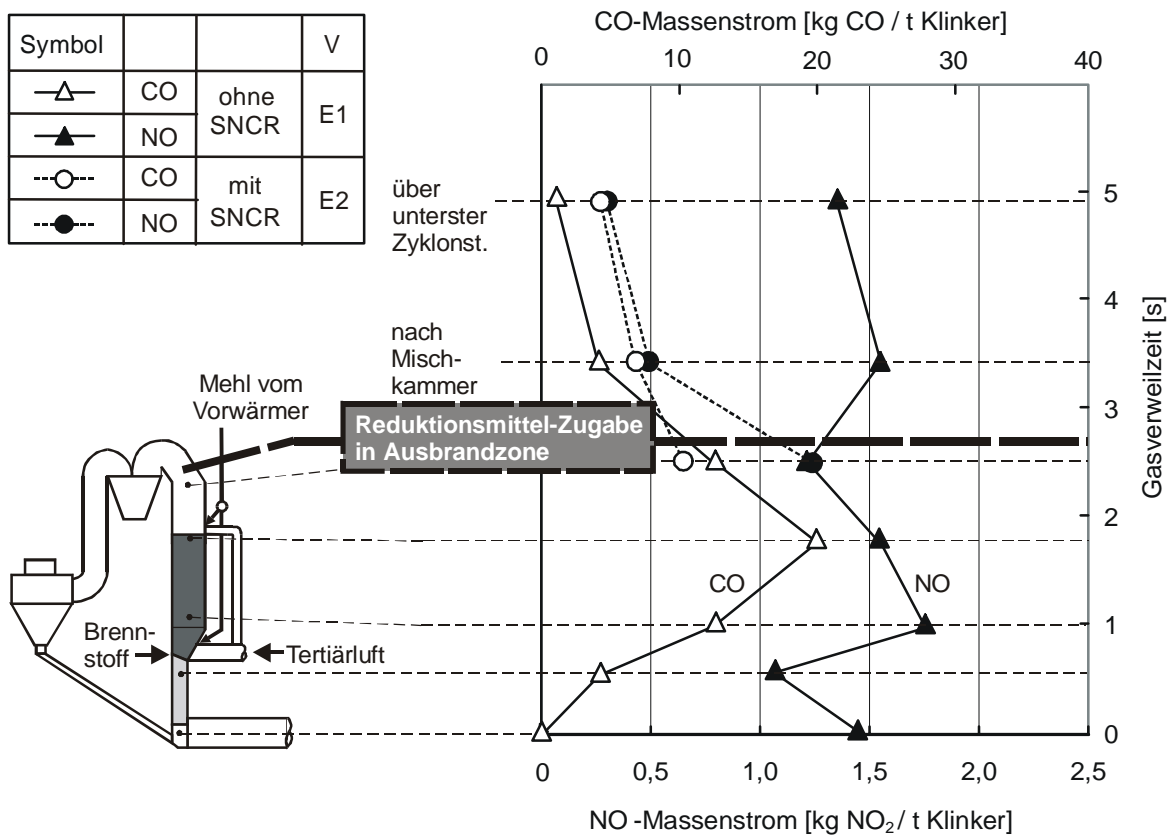 CO-Massenstrom [kg CO / t Klinker]
0 10 20 30 40
Symbol V
CO ohne SNCR E1
NO
CO mit SNCR E2
NO
über
unterster
Zyklonst.
nach
Misch-
kammer
Mehl vom
Vorwärmer
Reduktionsmittel-Zugabe
in Ausbrandzone
CO NO
Brenn-
stoff
Tertiärluft
5
4
3
2
1
0
Gasverweilzeit [s]
0 0,5 1,0 1,5 2,0 2,5
NO -Massenstrom [kg NO₂ / t Klinker]